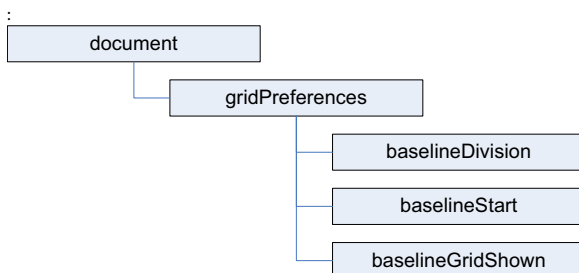 :
document
gridPreferences
baselineDivision
baselineStart
baselineGridShown